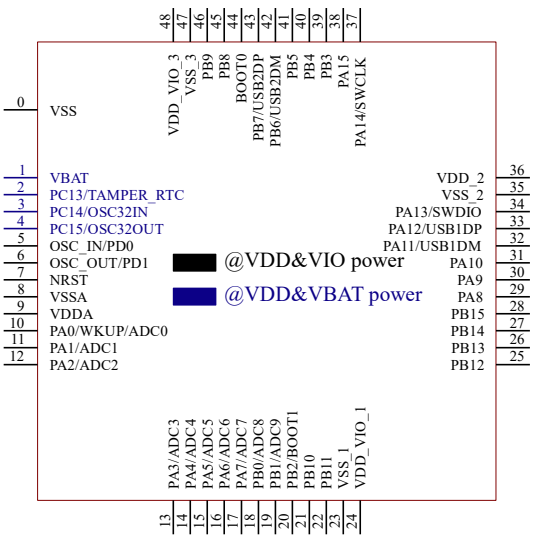 48 47 46 45 44 43 42 41 40 39 38 37
VDD_VIO_3
VSS_3
PB9
PB8
BOOT0
PB7/USB2DP
PB6/USB2DM
PB5
PB4
PB3
PA15
PA14/SWCLK
0 VSS
1 VBAT
2 PC13/TAMPER_RTC
3 PC14/OSC32IN
4 PC15/OSC32OUT
5 OSC_IN/PD0
6 OSC_OUT/PD1
7 NRST
8 VSSA
9 VDDA
10 PA0/WKUP/ADC0
11 PA1/ADC1
12 PA2/ADC2
@VDD&VIO power
@VDD&VBAT power
VDD_2 36
VSS_2 35
PA13/SWDIO 34
PA12/USB1DP 33
PA11/USB1DM 32
PA10 31
PA9 30
PA8 29
PB15 28
PB14 27
PB13 26
PB12 25
PA3/ADC3
PA4/ADC4
PA5/ADC5
PA6/ADC6
PA7/ADC7
PB0/ADC8
PB1/ADC9
PB2/BOOT1
PB10
PB11
VSS_1
VDD_VIO_1
13 14 15 16 17 18 19 20 21 22 23 24